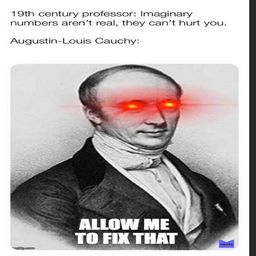 19th century professor: Imaginary
numbers aren't real, they can't hurt you.
Augustin-Louis Cauchy:
ALLOW ME
TO FIX THAT